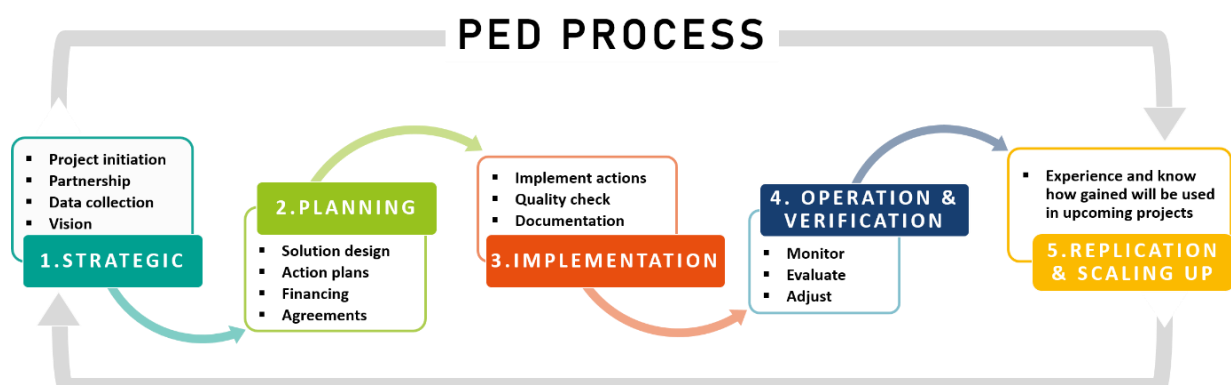 PED PROCESS
▪ Project initiation
▪ Partnership
▪ Data collection
▪ Vision
1.STRATEGIC
2.PLANNING
▪ Solution design
▪ Action plans
▪ Financing
▪ Agreements
▪ Implement actions
▪ Quality check
▪ Documentation
3.IMPLEMENTATION
4. OPERATION &
VERIFICATION
▪ Monitor
▪ Evaluate
▪ Adjust
▪ Experience and know
how gained will be used
in upcoming projects
5.REPLICATION
& SCALING UP